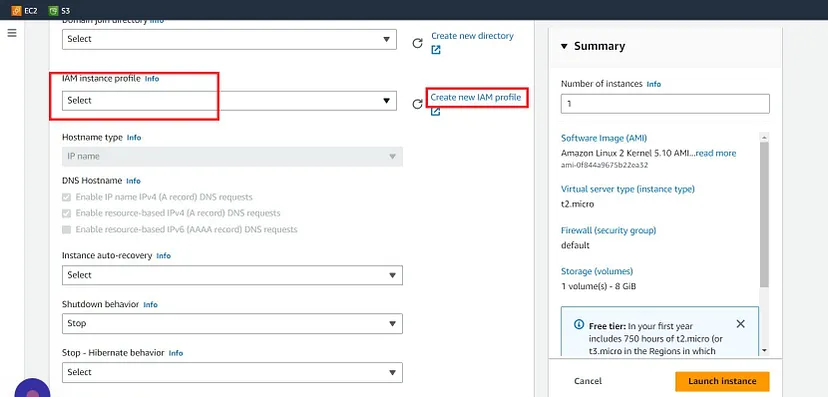 EC2 S3
Domain join directory Info
Select
Create new directory
IAM instance profile Info
Select
Create new IAM profile
Hostname type Info
IP name
DNS Hostname Info
Enable IP name IPv4 (A record) DNS requests
Enable resource-based IPv4 (A record) DNS requests
Enable resource-based IPv6 (AAAA record) DNS requests
Instance auto-recovery Info
Select
Shutdown behavior Info
Stop
Stop - Hibernate behavior Info
Select
Summary
Number of instances Info
1
Software Image (AMI)
Amazon Linux 2 Kernel 5.10 AMI...read more
ami-0f844a9675b22ea32
Virtual server type (instance type)
t2.micro
Firewall (security group)
default
Storage (volumes)
1 volume(s) - 8 GiB
Free tier: In your first year
includes 750 hours of t2.micro (or
t3.micro in the Regions in which
Cancel
Launch instance